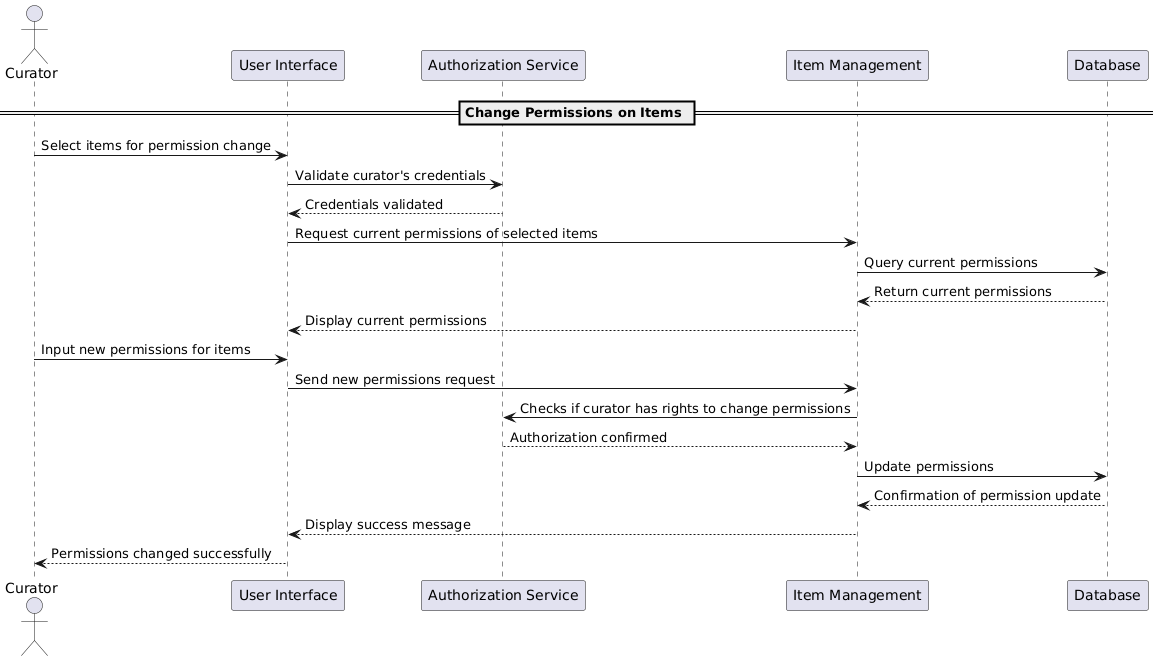 Curator
User Interface
Authorization Service
Item Management
Database
Change Permissions on Items
Select items for permission change
Validate curator's credentials
Credentials validated
Request current permissions of selected items
Query current permissions
Return current permissions
Display current permissions
Input new permissions for items
Send new permissions request
Checks if curator has rights to change permissions
Authorization confirmed
Update permissions
Confirmation of permission update
Display success message
Permissions changed successfully
Curator
User Interface
Authorization Service
Item Management
Database